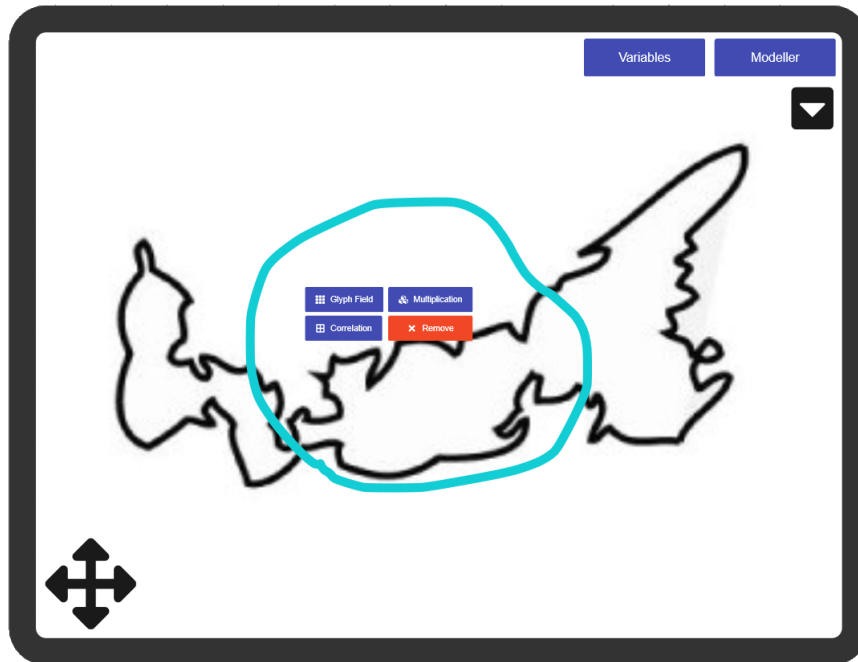 Variables Modeller
Glyph Field Multiplication
Correlation Remove